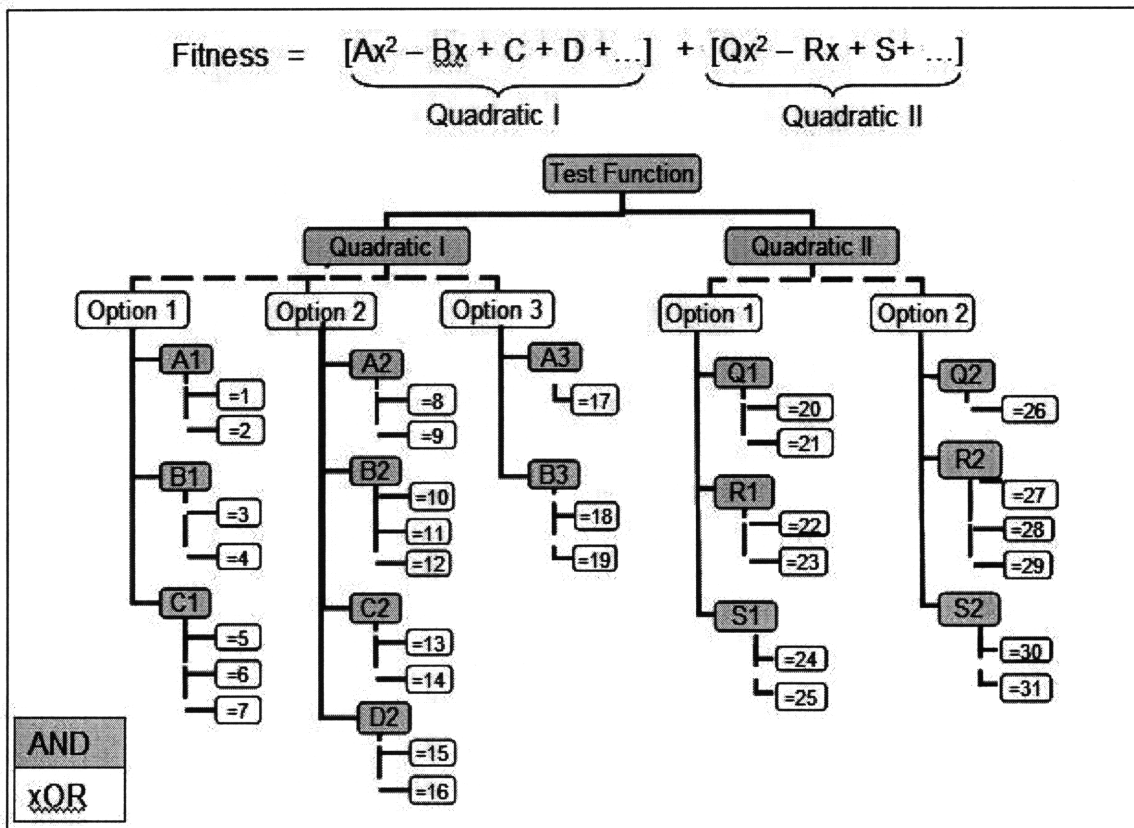 Fitness = [Ax² – Bx + C + D +...] + [Qx² – Rx + S+ ...]
Quadratic I Quadratic II
Test Function
Quadratic I Quadratic II
Option 1 Option 2 Option 3 Option 1 Option 2
A1 A2 A3 Q1 Q2
=1 =8 =17 =20 =26
=2 =9 =21
B1 B2 B3 R1 R2
=3 =10 =18 =22 =27
=4 =11 =19 =23 =28
=12 =29
C1 C2 S1 S2
=5 =13 =24 =30
=6 =14 =25 =31
=7
D2
=15
=16
AND
xOR